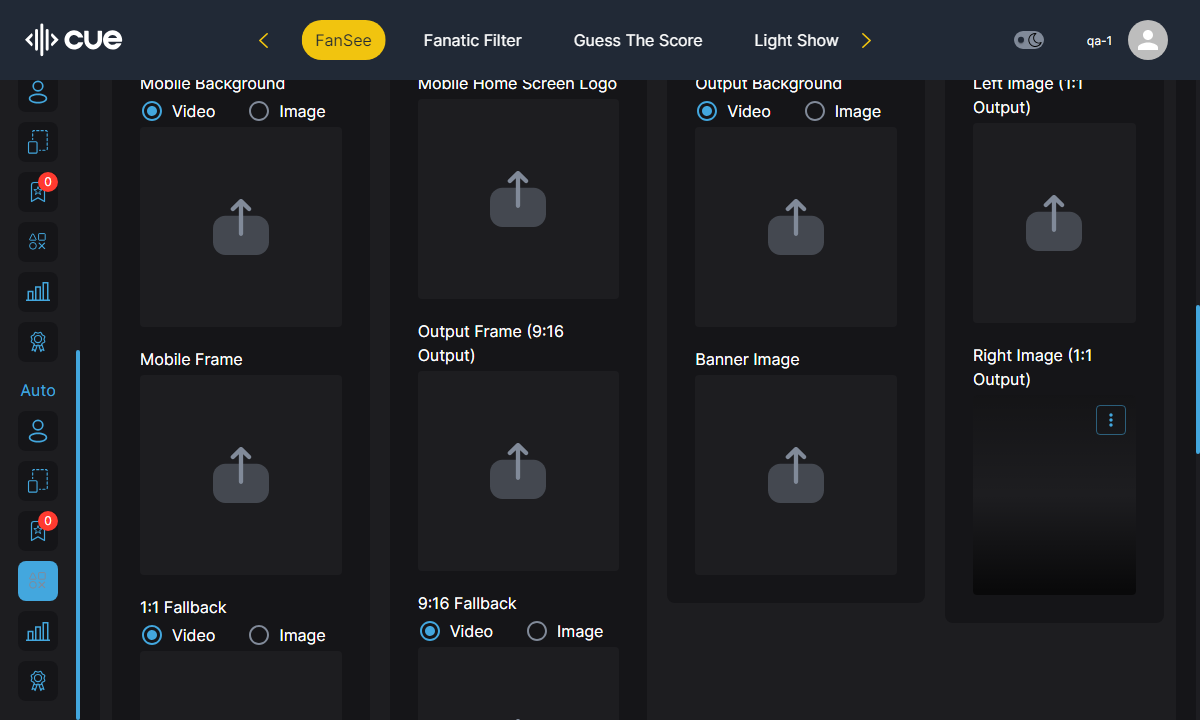 cue
FanSee
Fanatic Filter
Guess The Score
Light Show
qa-1
Mobile Background
Video
Image
Mobile Home Screen Logo
Output Background
Video
Image
Left Image (1:1
Output)
0
Mobile Frame
Output Frame (9:16
Output)
Banner Image
Right Image (1:1
Output)
Auto
0
1:1 Fallback
Video
Image
9:16 Fallback
Video
Image